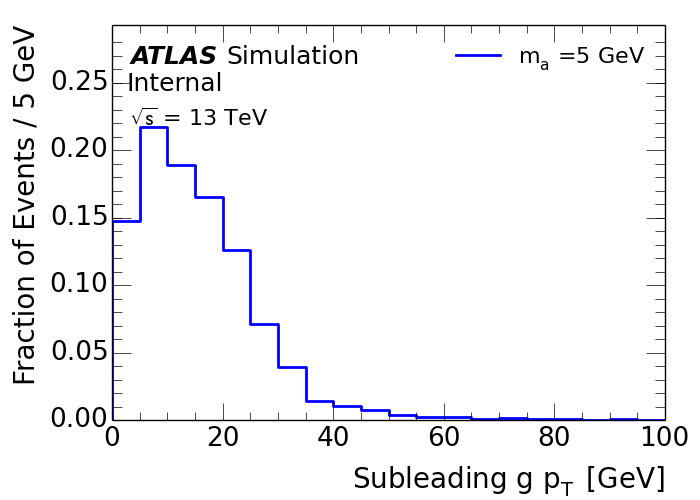 ATLAS Simulation
Internal
√s = 13 TeV
m_a =5 GeV
Fraction of Events / 5 GeV
0.25
0.20
0.15
0.10
0.05
0.00
0 20 40 60 80 100
Subleading g p_T [GeV]